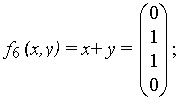 f₆ (x, y) = x + y = (0
1
1
0);